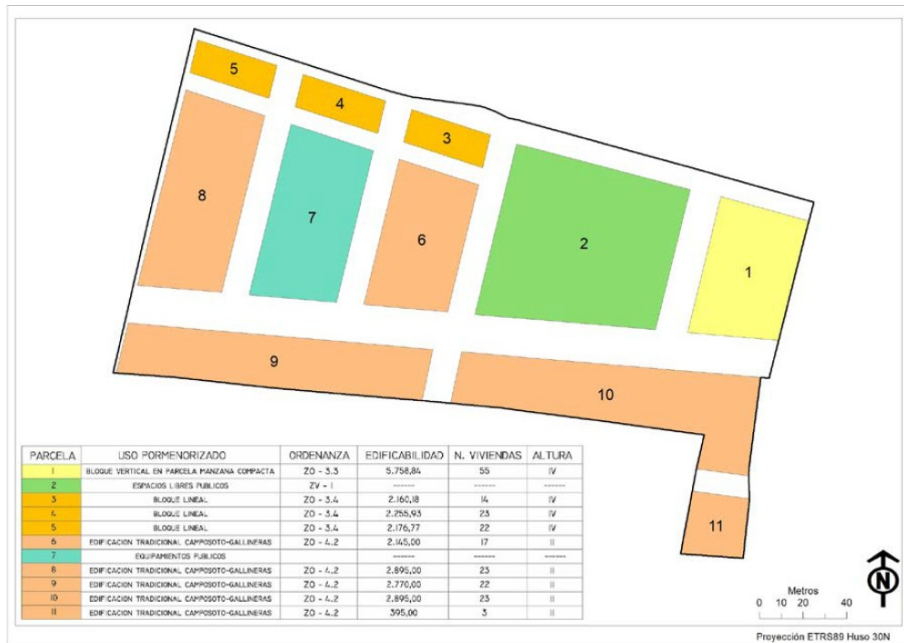 5
4
3
8
7
6
2
1
9
10
11
PARCELA USO PORMENORIZADO ORDENANZA EDIFICABILIDAD N. VIVIENDAS ALTURA
1 BLOQUE VERTICAL EN PARCELA MANZANA COMPACTA ZO - 3.3 5.758,84 55 IV
2 ESPACIOS LIBRES PUBLICOS ZV - 1 ------ ------ ------
3 BLOQUE LINEAL ZO - 3.4 2.160,18 14 IV
4 BLOQUE LINEAL ZO - 3.4 2.255,93 23 IV
5 BLOQUE LINEAL ZO - 3.4 2.176,77 22 IV
6 EDIFICACION TRADICIONAL CAMPOSOTO-GALLINERAS ZO - 4.2 2.145,00 17 II
7 EQUIPAMIENTOS PUBLICOS ------ ------ ------
8 EDIFICACION TRADICIONAL CAMPOSOTO-GALLINERAS ZO - 4.2 2.895,00 23 II
9 EDIFICACION TRADICIONAL CAMPOSOTO-GALLINERAS ZO - 4.2 2.770,00 22 II
10 EDIFICACION TRADICIONAL CAMPOSOTO-GALLINERAS ZO - 4.2 2.895,00 23 II
11 EDIFICACION TRADICIONAL CAMPOSOTO-GALLINERAS ZO - 4.2 395,00 3 II
Metros
0 10 20 40
N
Proyección ETRS89 Huso 30N